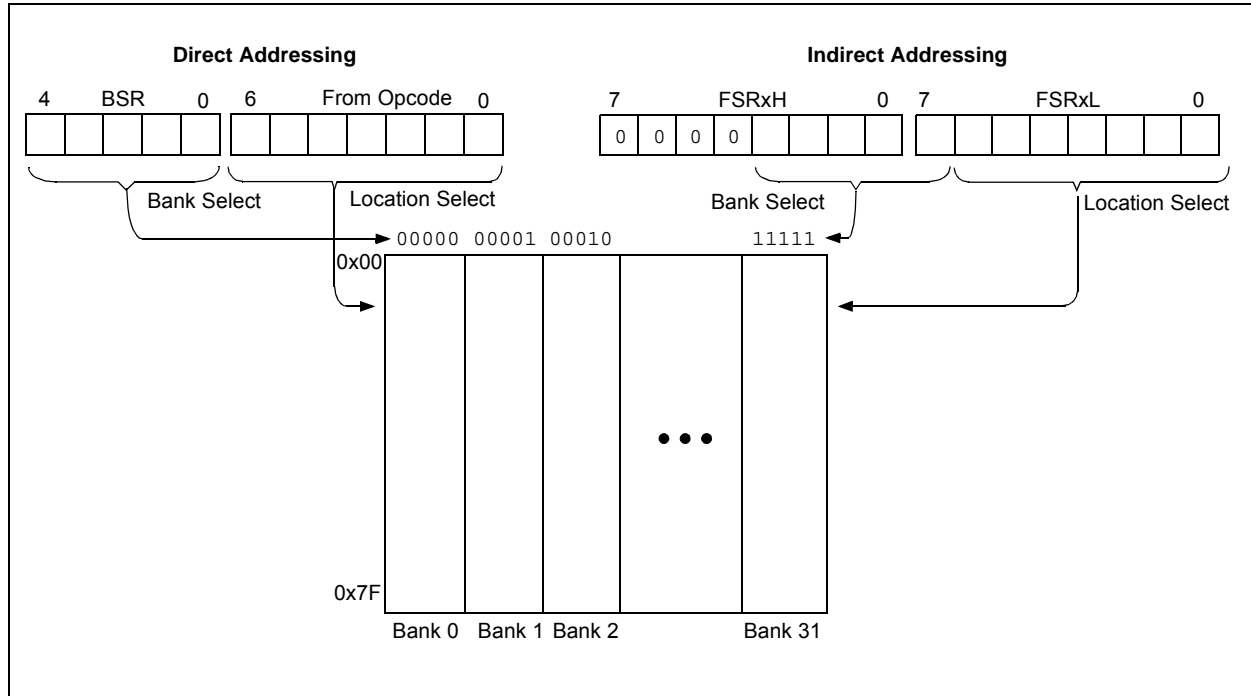 Direct Addressing
Indirect Addressing
4 BSR 0 6 From Opcode 0
7 FSRxH 0 7 FSRxL 0
0 0 0 0
Bank Select
Location Select
Bank Select
Location Select
00000 00001 00010 11111
0x00
0x7F
Bank 0 Bank 1 Bank 2 Bank 31